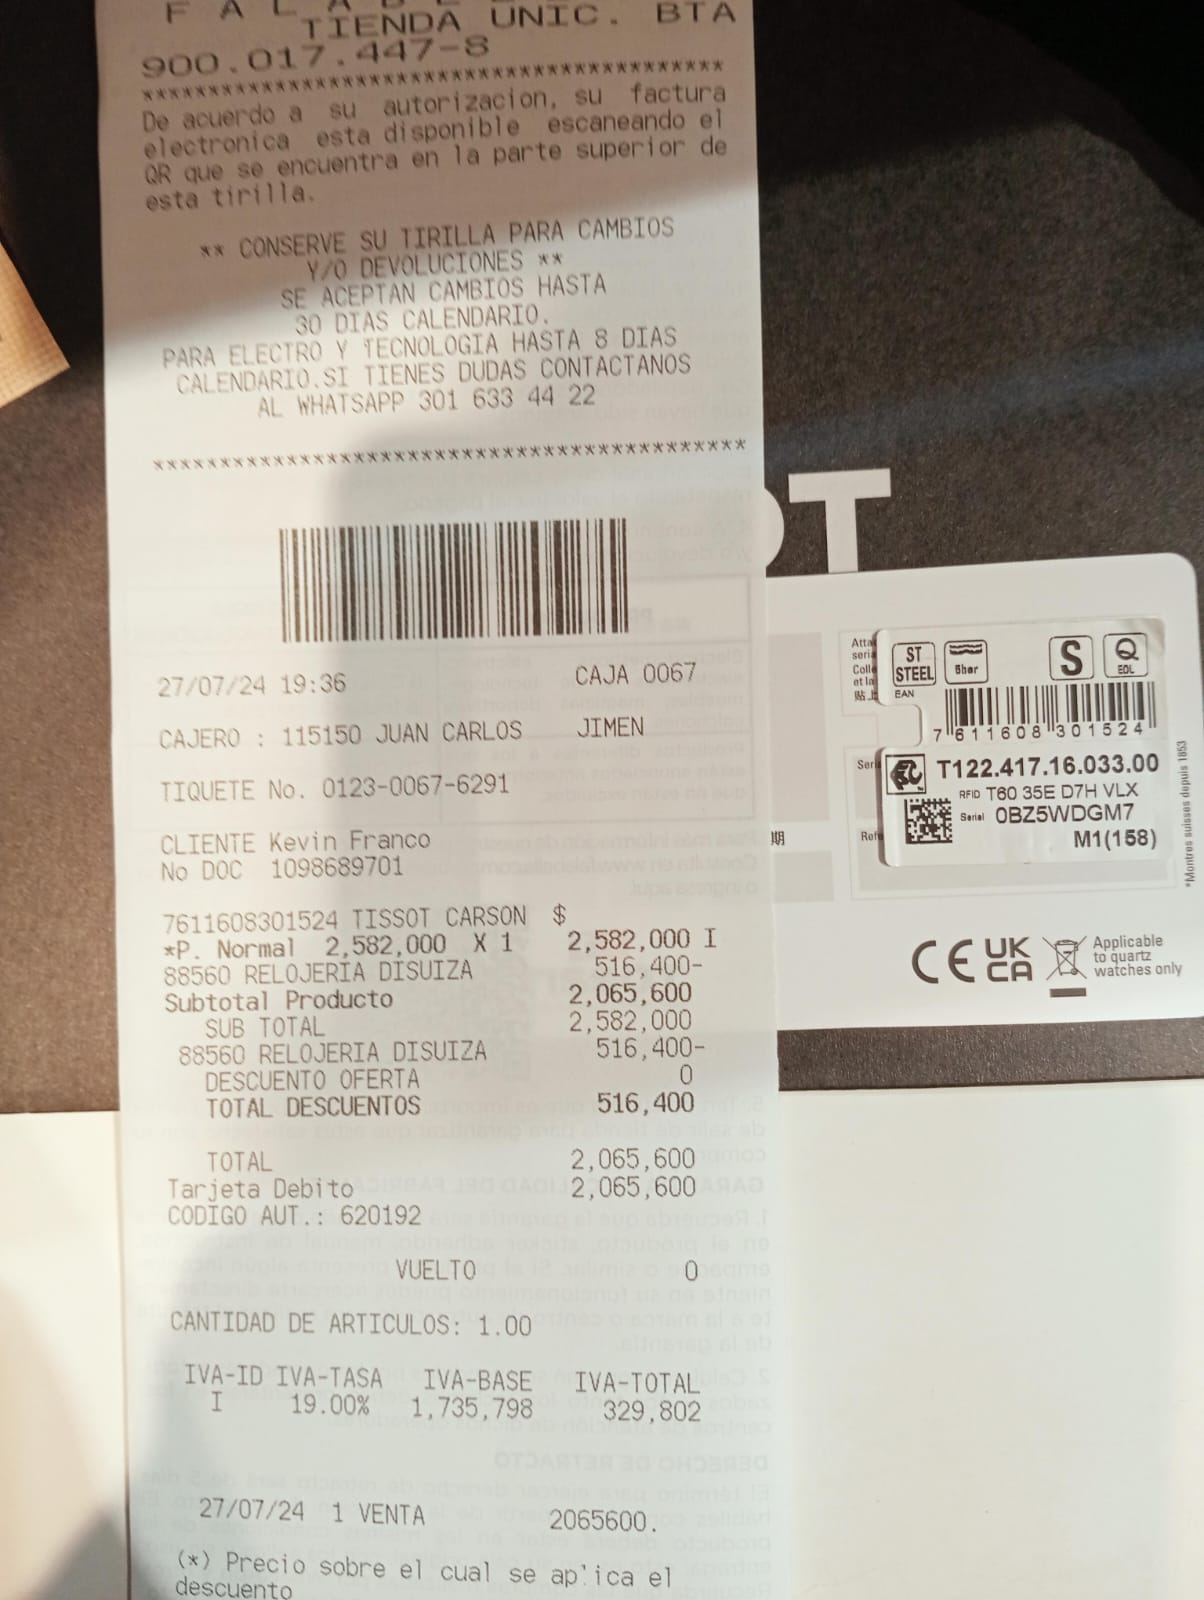 TIENDA UNIC. BTA
900.017.447-8
********************************************
De acuerdo a su autorizacion, su factura
electronica esta disponible escaneando el
QR que se encuentra en la parte superior de
esta tirilla.
** CONSERVE SU TIRILLA PARA CAMBIOS
Y/O DEVOLUCIONES **
SE ACEPTAN CAMBIOS HASTA
30 DIAS CALENDARIO.
PARA ELECTRO Y TECNOLOGIA HASTA 8 DIAS
CALENDARIO.SI TIENES DUDAS CONTACTANOS
AL WHATSAPP 301 633 44 22
********************************************
27/07/24 19:36 CAJA 0067
CAJERO : 115150 JUAN CARLOS JIMEN
TIQUETE No. 0123-0067-6291
CLIENTE Kevin Franco
No DOC 1098689701
7611608301524 TISSOT CARSON $
*P. Normal 2,582,000 X 1 2,582,000 I
88560 RELOJERIA DISUIZA 516,400-
Subtotal Producto 2,065,600
SUB TOTAL 2,582,000
88560 RELOJERIA DISUIZA 516,400-
DESCUENTO OFERTA 0
TOTAL DESCUENTOS 516,400
TOTAL 2,065,600
Tarjeta Debito 2,065,600
CODIGO AUT.: 620192
VUELTO 0
CANTIDAD DE ARTICULOS: 1.00
IVA-ID IVA-TASA IVA-BASE IVA-TOTAL
I 19.00% 1,735,798 329,802
27/07/24 1 VENTA 2065600.
(*) Precio sobre el cual se aplica el
descuento
OT
ST STEEL
5bar
S
Q
EOL
EAN
7 611608 301524
T122.417.16.033.00
RFID T60 35E D7H VLX
Serial 0BZ5WDGM7
M1(158)
*Montres suisses depuis 1853
CE UK CA
Applicable
to quartz
watches only